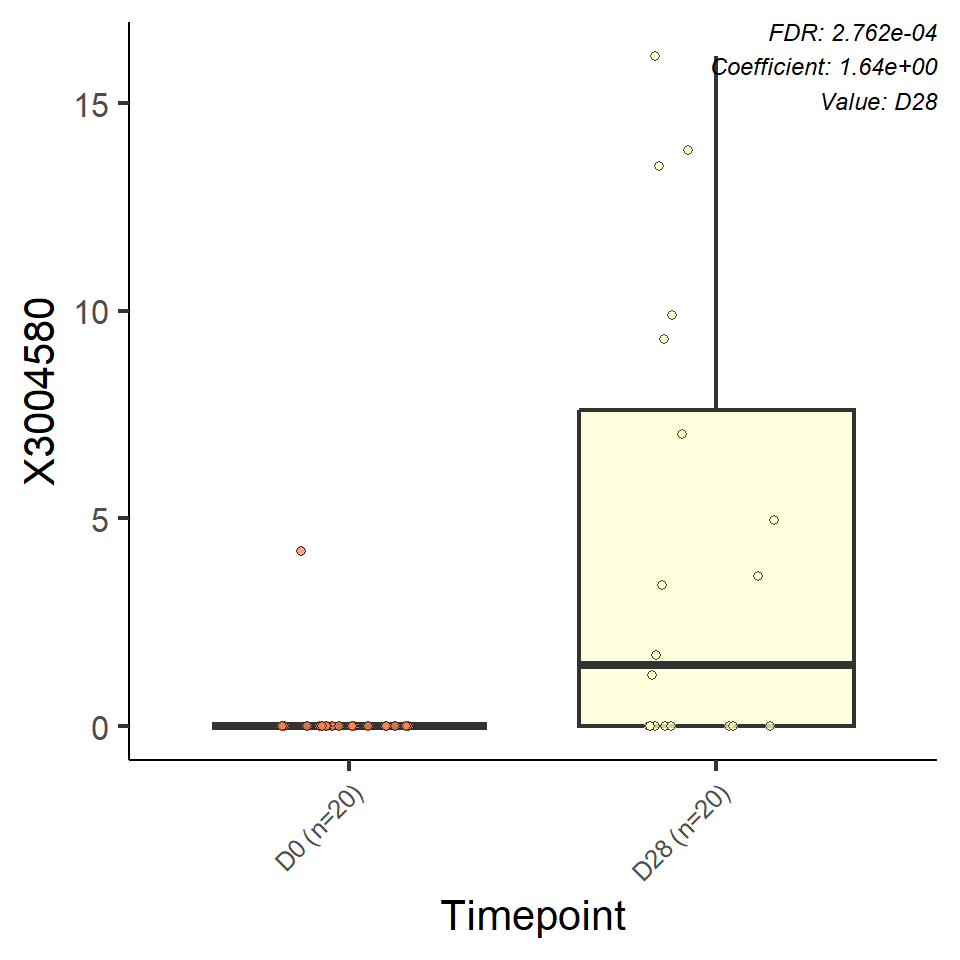 FDR: 2.762e-04
Coefficient: 1.64e+00
Value: D28
15
10
5
0
X3004580
D0 (n=20)
D28 (n=20)
Timepoint